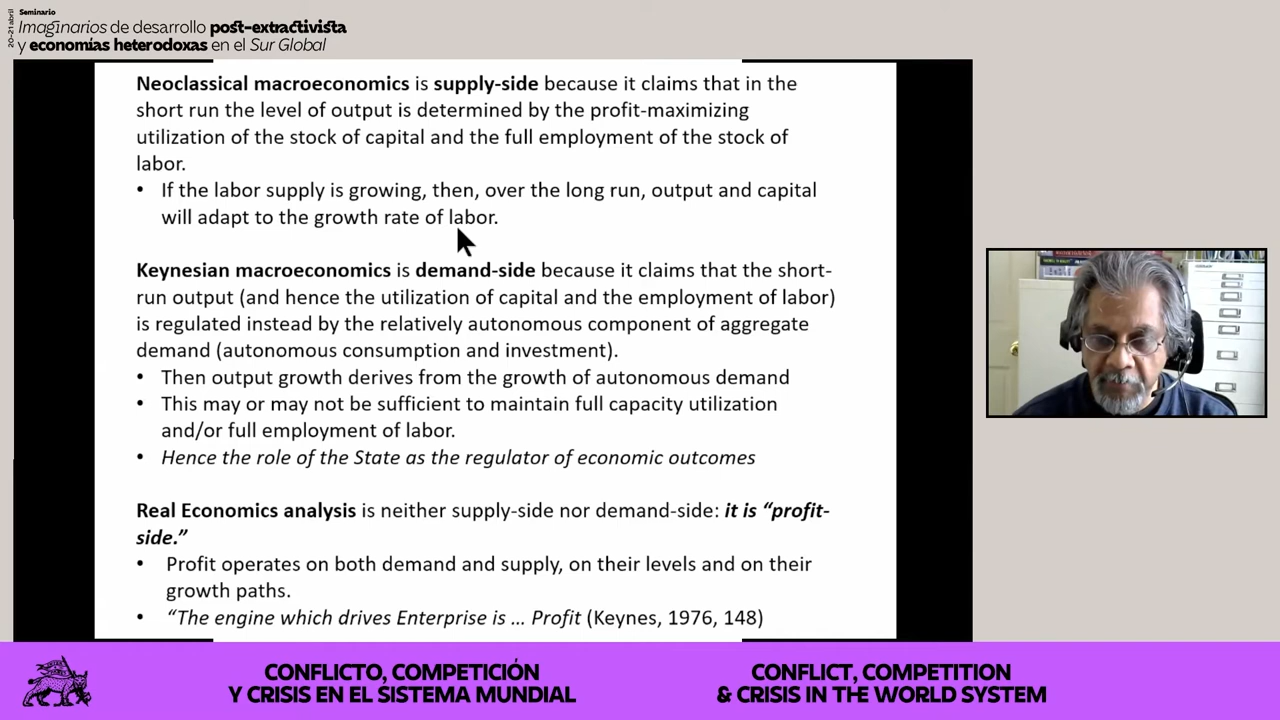 20-21 abril
Seminario
Imaginarios de desarrollo post-extractivista
y economías heterodoxas en el Sur Global
Neoclassical macroeconomics is supply-side because it claims that in the
short run the level of output is determined by the profit-maximizing
utilization of the stock of capital and the full employment of the stock of
labor.
• If the labor supply is growing, then, over the long run, output and capital
will adapt to the growth rate of labor.
Keynesian macroeconomics is demand-side because it claims that the short-
run output (and hence the utilization of capital and the employment of labor)
is regulated instead by the relatively autonomous component of aggregate
demand (autonomous consumption and investment).
• Then output growth derives from the growth of autonomous demand
• This may or may not be sufficient to maintain full capacity utilization
and/or full employment of labor.
• Hence the role of the State as the regulator of economic outcomes
Real Economics analysis is neither supply-side nor demand-side: it is “profit-
side.”
• Profit operates on both demand and supply, on their levels and on their
growth paths.
• “The engine which drives Enterprise is … Profit (Keynes, 1976, 148)
CONFLICTO, COMPETICIÓN
Y CRISIS EN EL SISTEMA MUNDIAL
CONFLICT, COMPETITION
& CRISIS IN THE WORLD SYSTEM